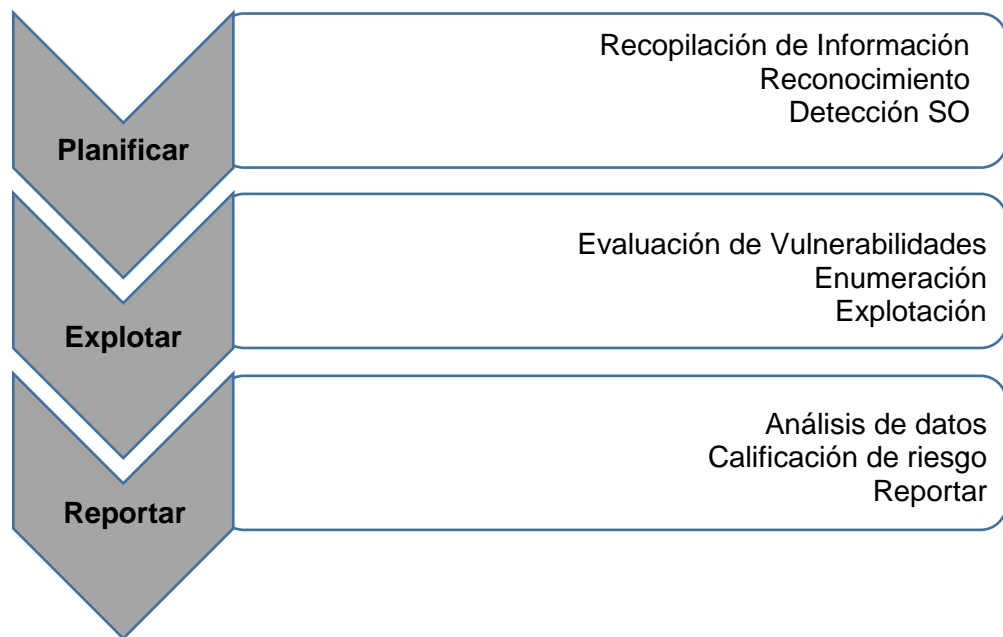 Planificar
Recopilación de Información
Reconocimiento
Detección SO
Explotar
Evaluación de Vulnerabilidades
Enumeración
Explotación
Reportar
Análisis de datos
Calificación de riesgo
Reportar